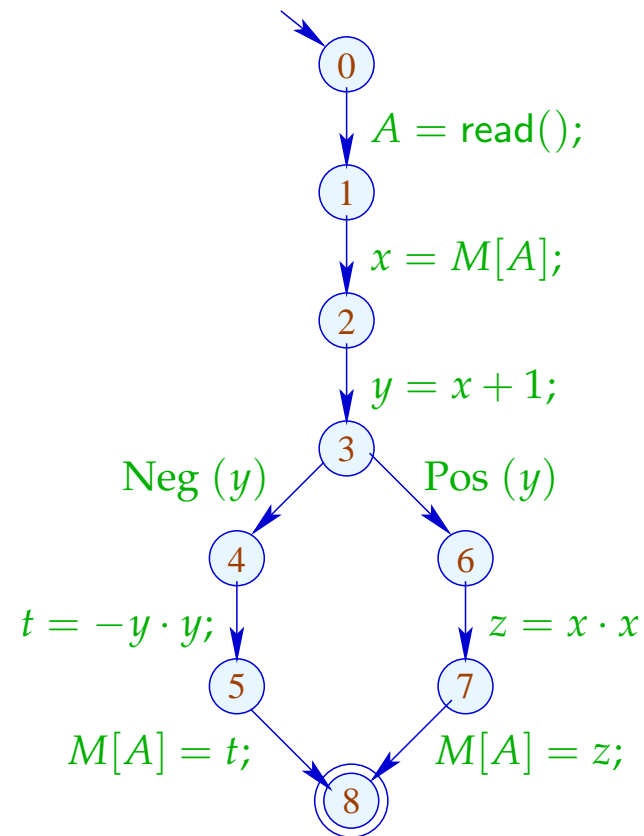 0
A = read();
1
x = M[A];
2
y = x + 1;
3
Neg (y) Pos (y)
4 6
t = −y · y; z = x · x
5 7
M[A] = t; M[A] = z;
8